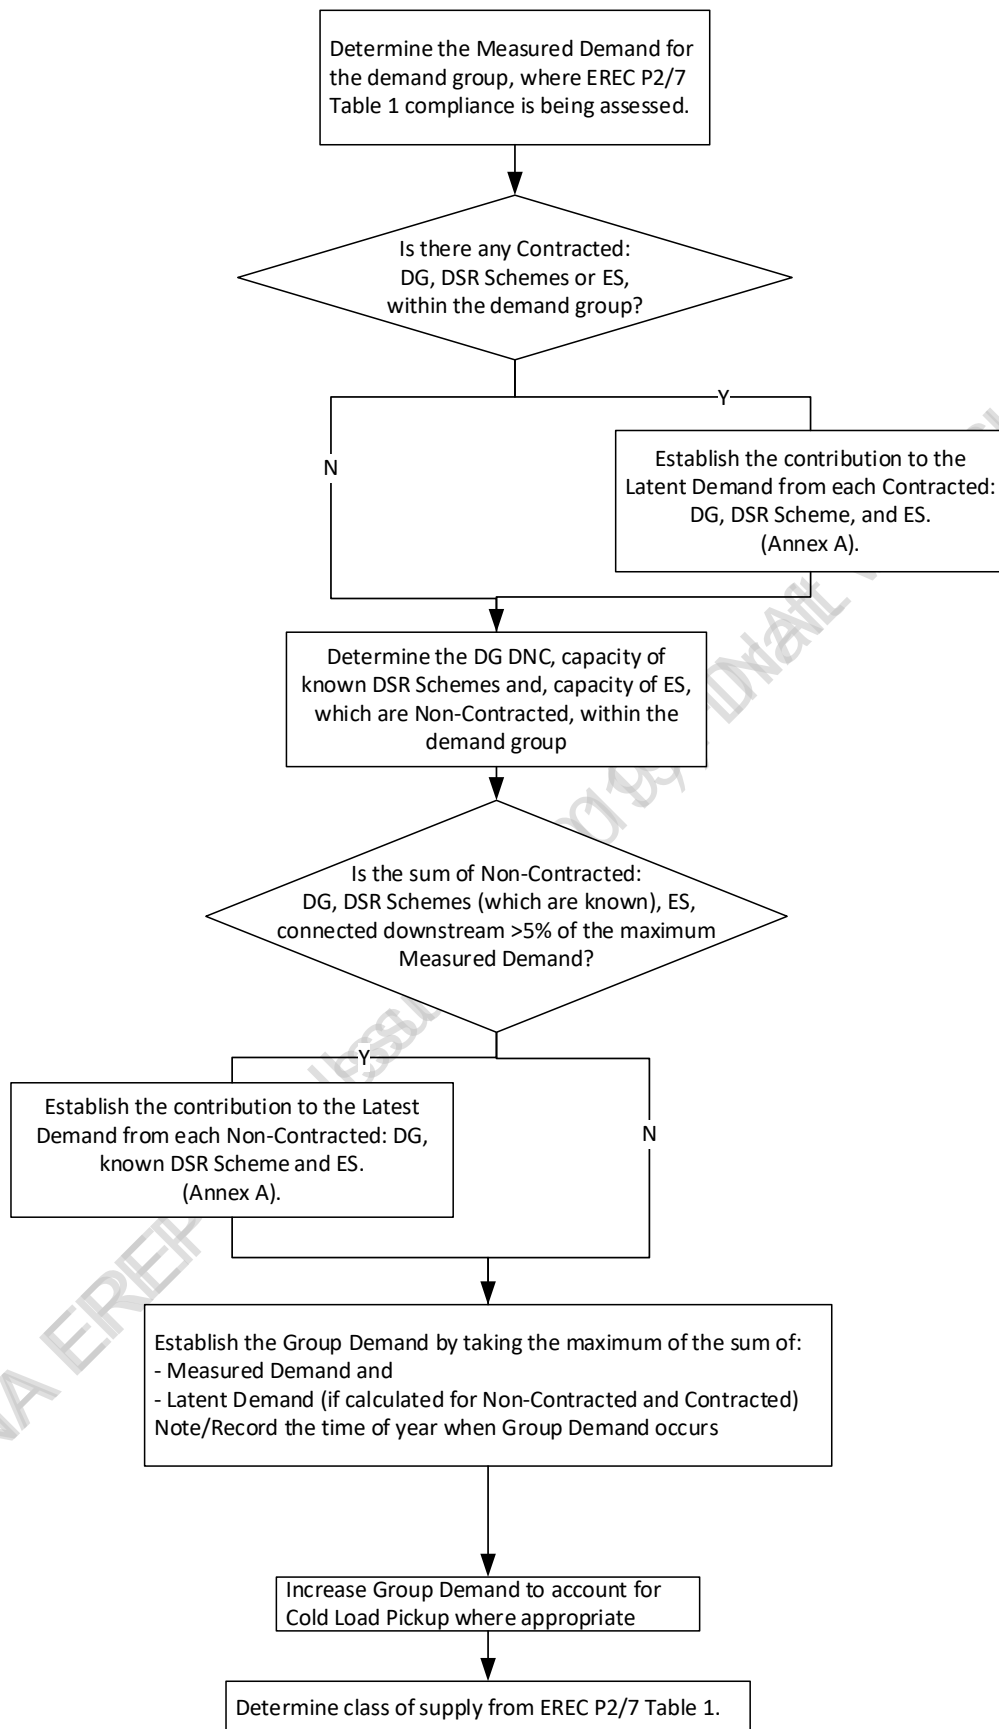 Determine the Measured Demand for
the demand group, where EREC P2/7
Table 1 compliance is being assessed.
Is there any Contracted:
DG, DSR Schemes or ES,
within the demand group?
Y
N
Establish the contribution to the
Latent Demand from each Contracted:
DG, DSR Scheme, and ES.
(Annex A).
Determine the DG DNC, capacity of
known DSR Schemes and, capacity of ES,
which are Non-Contracted, within the
demand group
Is the sum of Non-Contracted:
DG, DSR Schemes (which are known), ES,
connected downstream >5% of the maximum
Measured Demand?
Y
N
Establish the contribution to the Latest
Demand from each Non-Contracted: DG,
known DSR Scheme and ES.
(Annex A).
Establish the Group Demand by taking the maximum of the sum of:
- Measured Demand and
- Latent Demand (if calculated for Non-Contracted and Contracted)
Note/Record the time of year when Group Demand occurs
Increase Group Demand to account for
Cold Load Pickup where appropriate
Determine class of supply from EREC P2/7 Table 1.